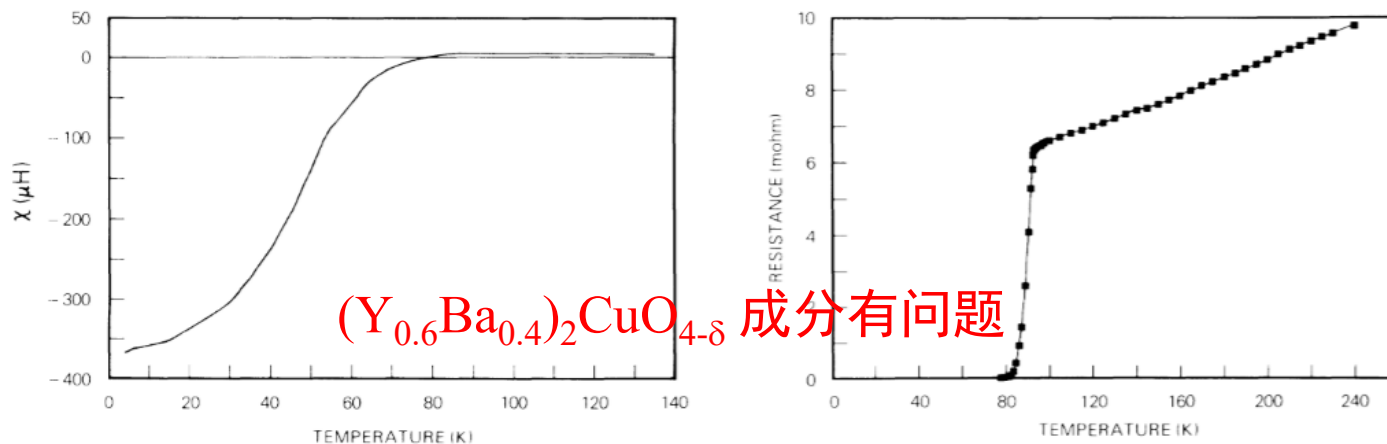 50
0
-100
-200
-300
-400
χ (μH)
0 20 40 60 80 100 120 140
TEMPERATURE (K)
10
8
6
4
2
0
RESISTANCE (mohm)
0 40 80 120 160 200 240
TEMPERATURE (K)
(Y0.6Ba0.4)2CuO4-δ 成分有问题